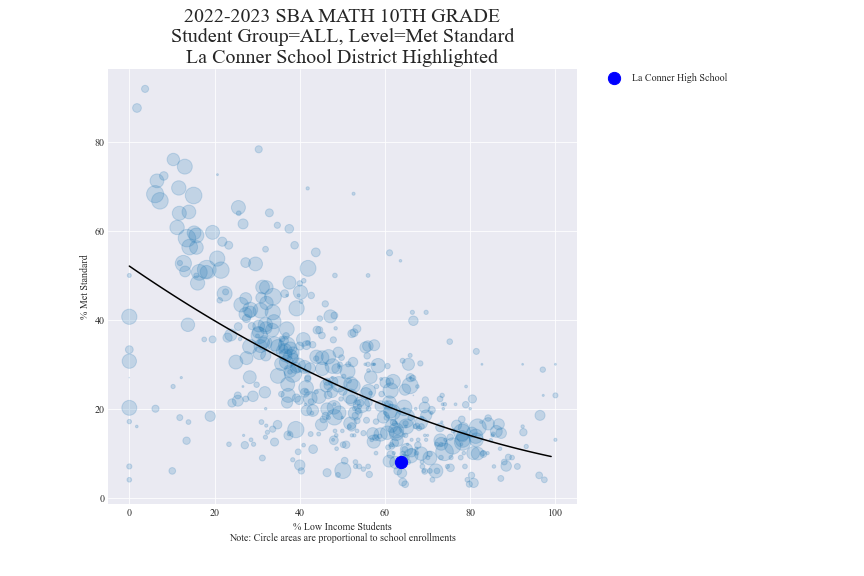 2022-2023 SBA MATH 10TH GRADE
Student Group=ALL, Level=Met Standard
La Conner School District Highlighted
La Conner High School
80
60
40
20
0
% Met Standard
0 20 40 60 80 100
% Low Income Students
Note: Circle areas are proportional to school enrollments